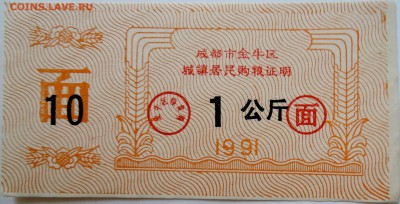 COINS.LAVE.RU
成都市金牛区
城镇居民购粮证明
面
10
1 公斤 面
1991